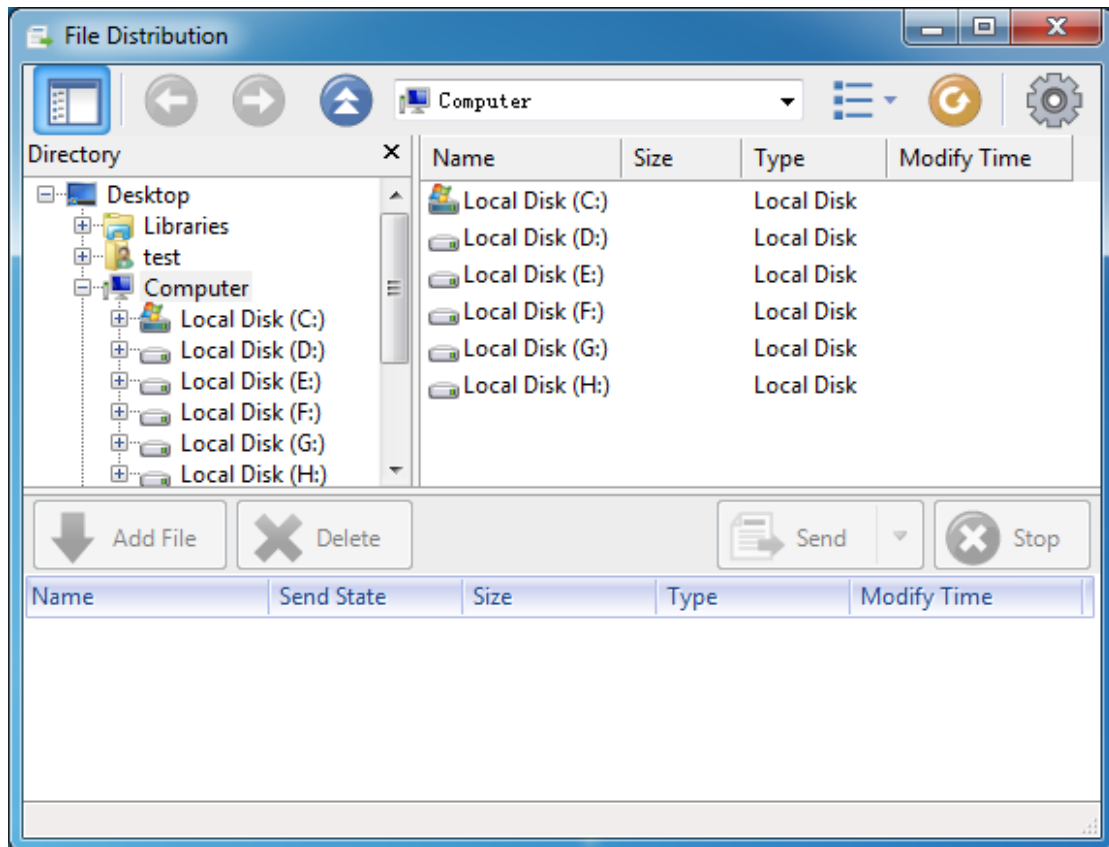 File Distribution
Computer
Directory
Name Size Type Modify Time
Desktop
Libraries
test
Computer
Local Disk (C:)
Local Disk (D:)
Local Disk (E:)
Local Disk (F:)
Local Disk (G:)
Local Disk (H:)
Local Disk (C:) Local Disk
Local Disk (D:) Local Disk
Local Disk (E:) Local Disk
Local Disk (F:) Local Disk
Local Disk (G:) Local Disk
Local Disk (H:) Local Disk
Add File Delete Send Stop
Name Send State Size Type Modify Time